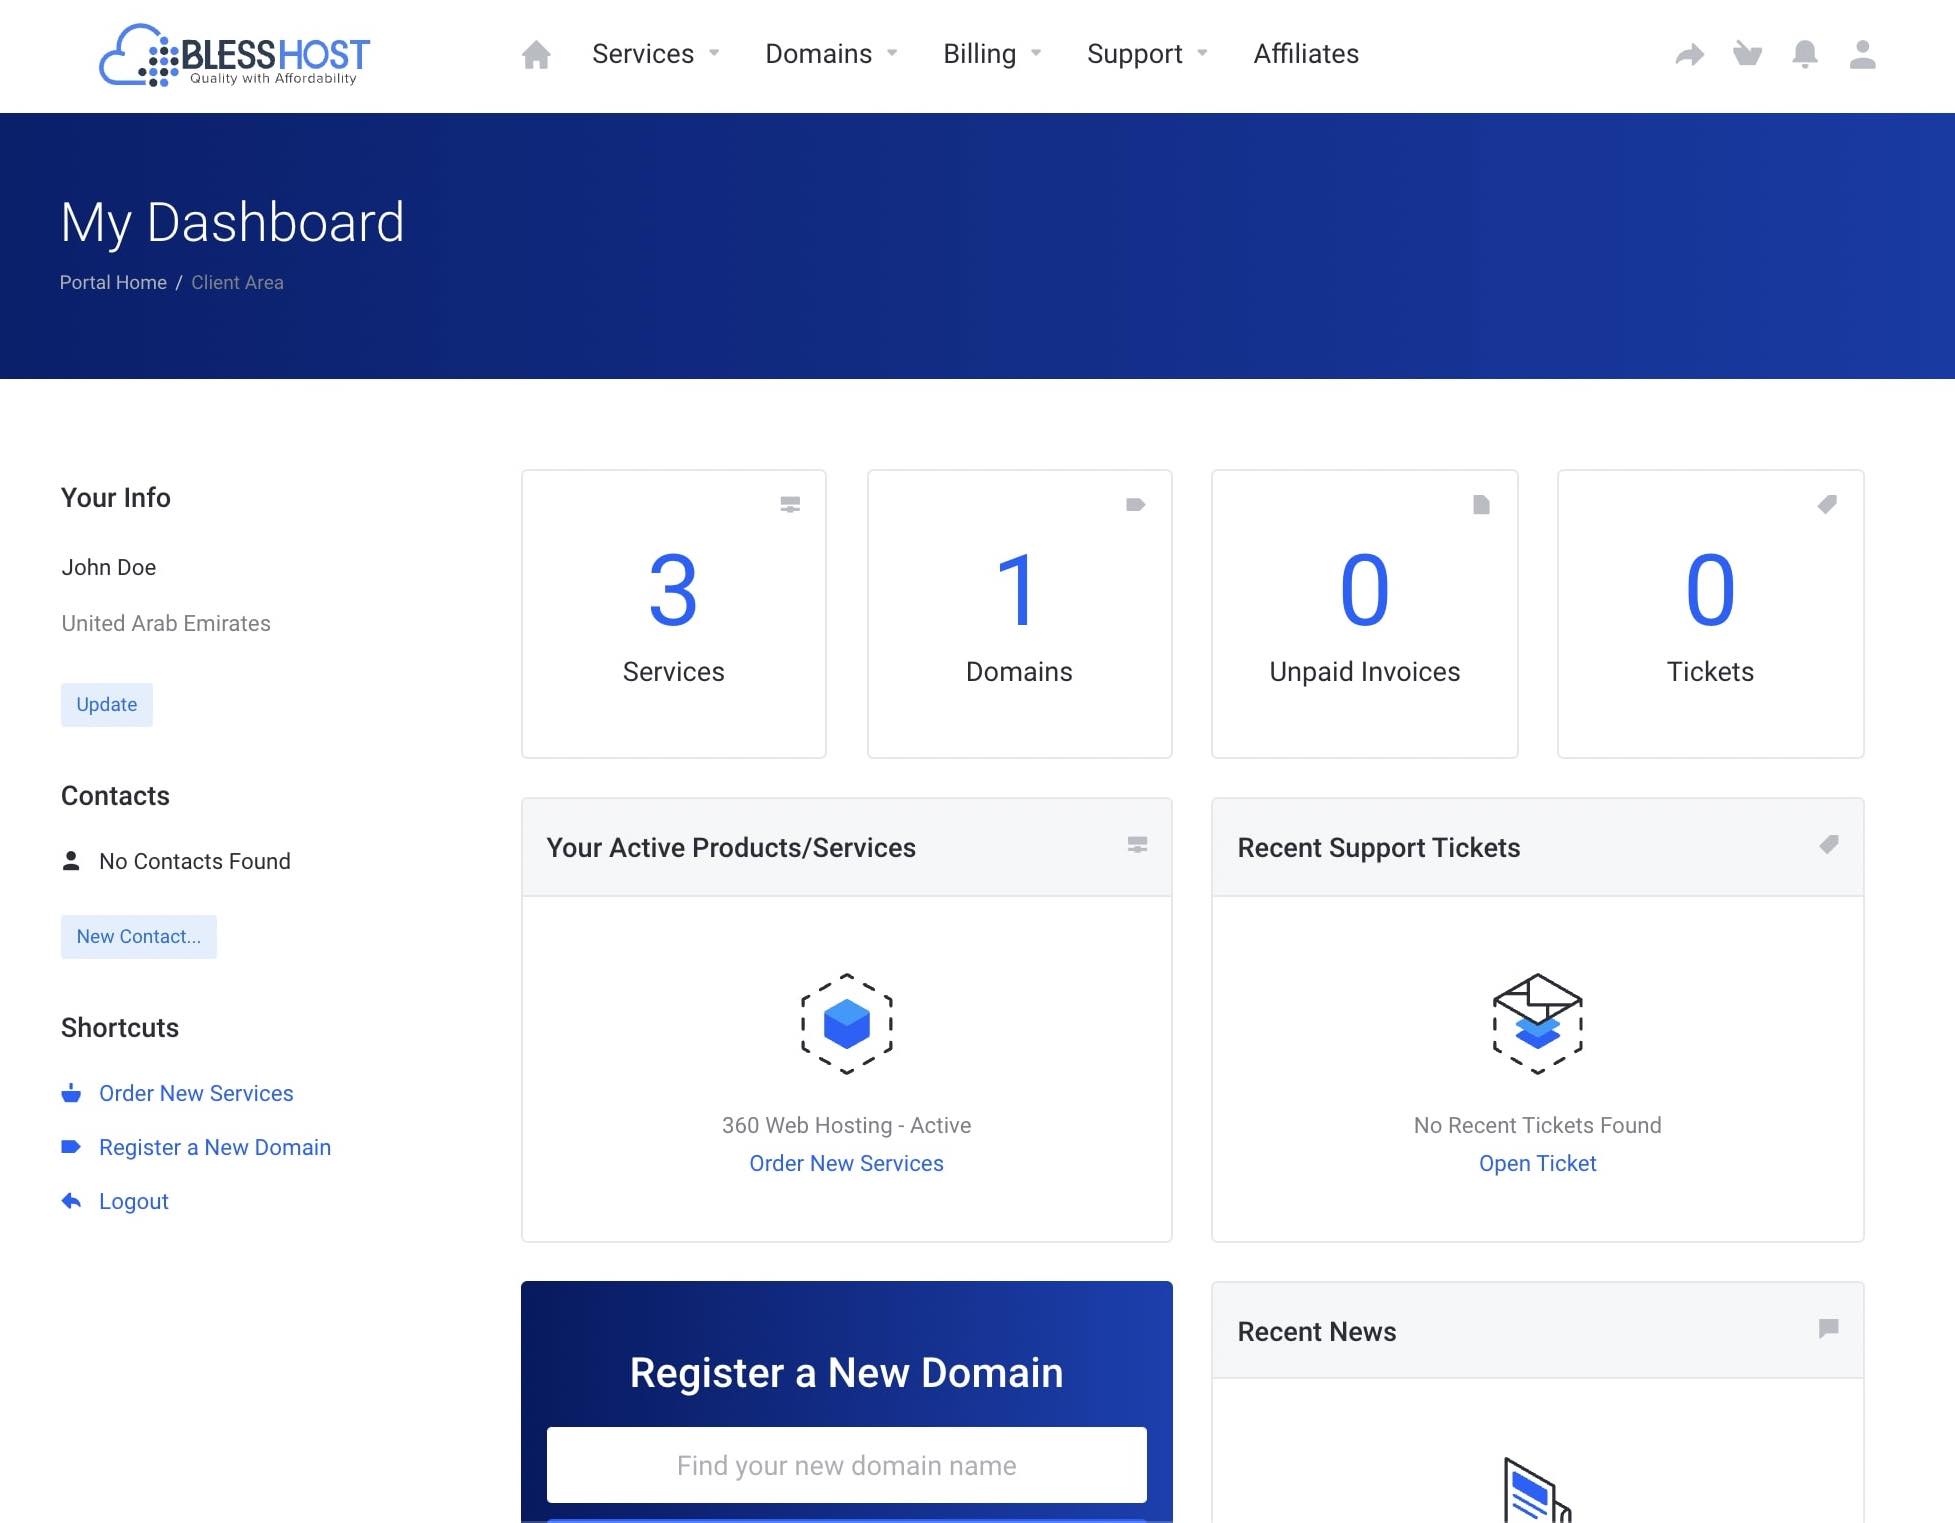 BLESSHOST
Quality with Affordability
Services
Domains
Billing
Support
Affiliates
My Dashboard
Portal Home / Client Area
Your Info
John Doe
United Arab Emirates
Update
Contacts
No Contacts Found
New Contact...
Shortcuts
Order New Services
Register a New Domain
Logout
3
Services
1
Domains
0
Unpaid Invoices
0
Tickets
Your Active Products/Services
360 Web Hosting - Active
Order New Services
Recent Support Tickets
No Recent Tickets Found
Open Ticket
Register a New Domain
Find your new domain name
Recent News